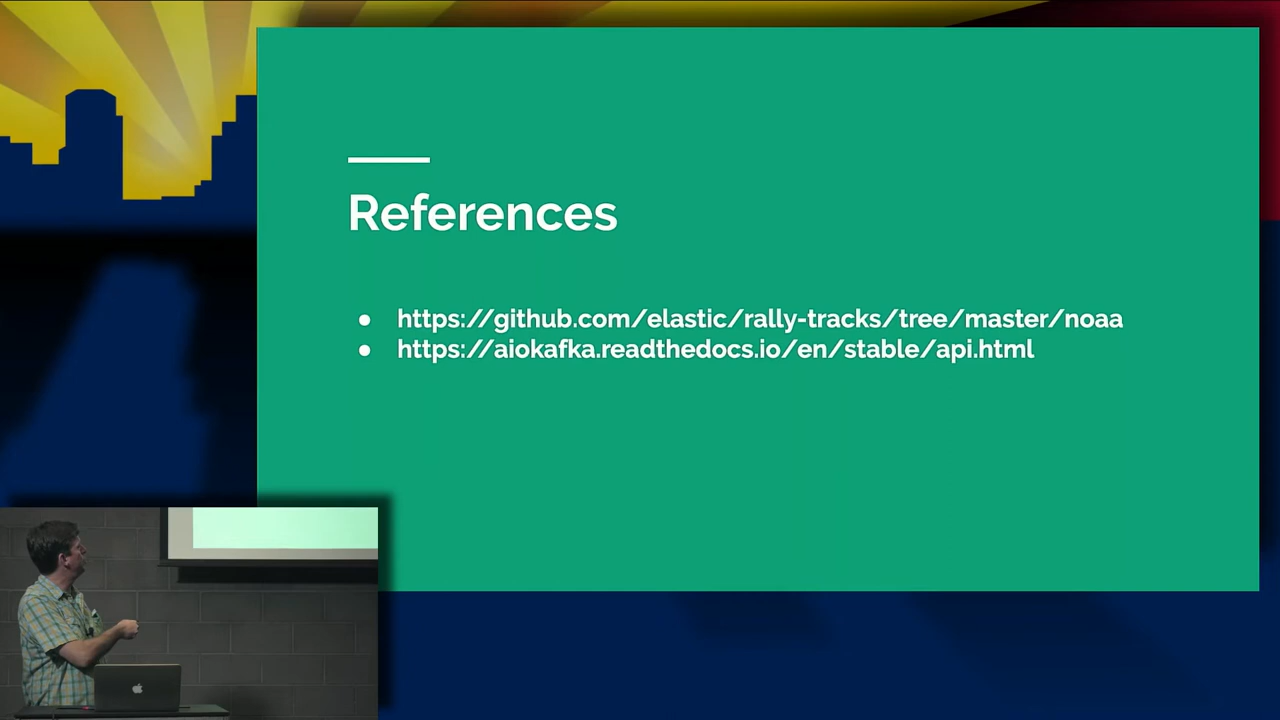 References
● https://github.com/elastic/rally-tracks/tree/master/noaa
● https://aiokafka.readthedocs.io/en/stable/api.html